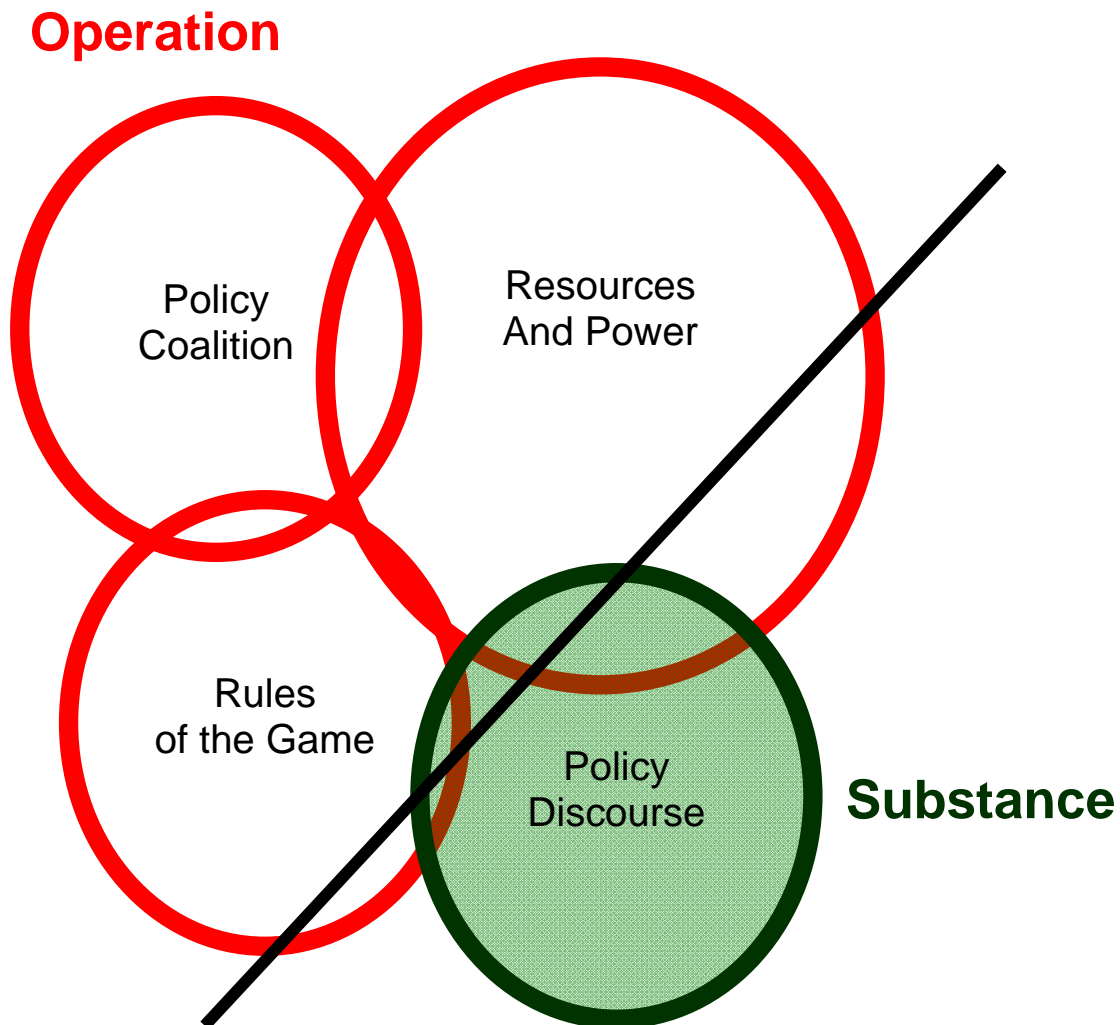 Operation
Policy
Coalition
Resources
And Power
Rules
of the Game
Policy
Discourse
Substance